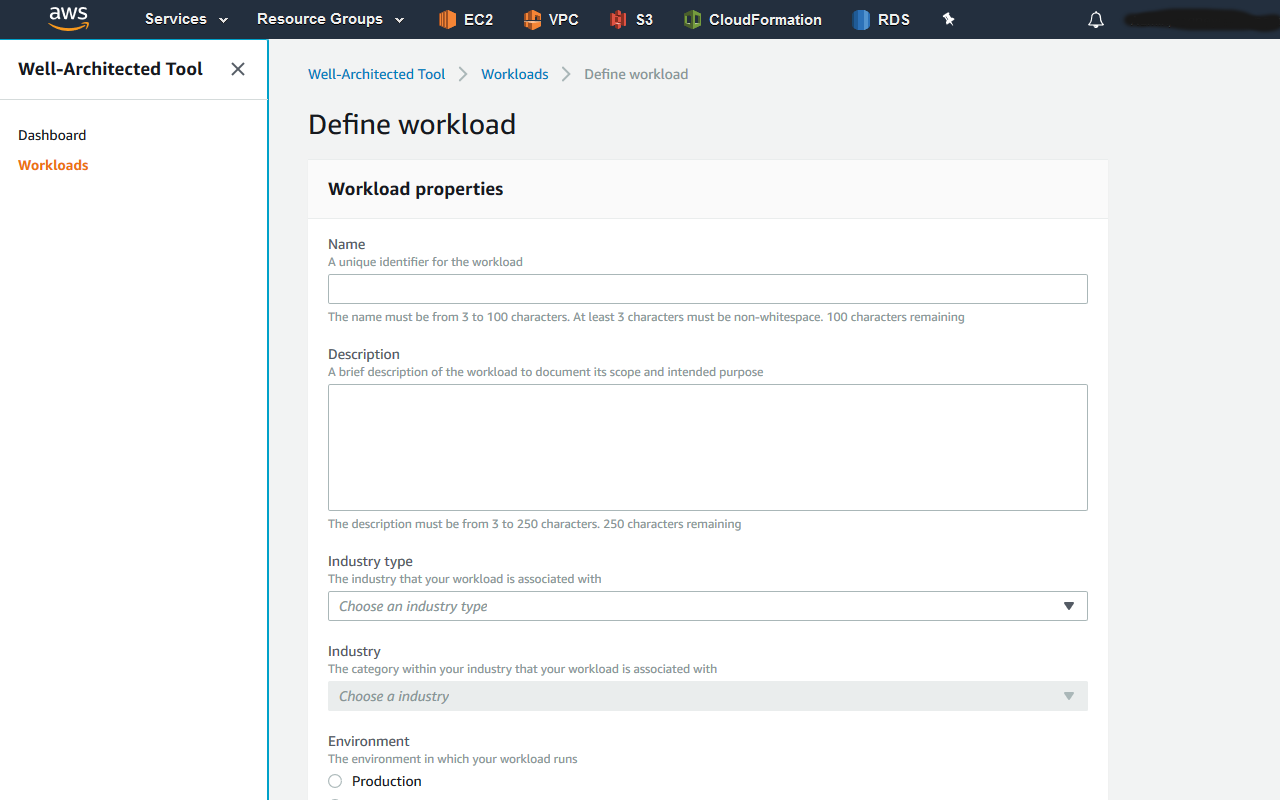 aws Services Resource Groups EC2 VPC S3 CloudFormation RDS
Well-Architected Tool
Dashboard
Workloads
Well-Architected Tool > Workloads > Define workload
Define workload
Workload properties
Name
A unique identifier for the workload
The name must be from 3 to 100 characters. At least 3 characters must be non-whitespace. 100 characters remaining
Description
A brief description of the workload to document its scope and intended purpose
The description must be from 3 to 250 characters. 250 characters remaining
Industry type
The industry that your workload is associated with
Choose an industry type
Industry
The category within your industry that your workload is associated with
Choose a industry
Environment
The environment in which your workload runs
Production